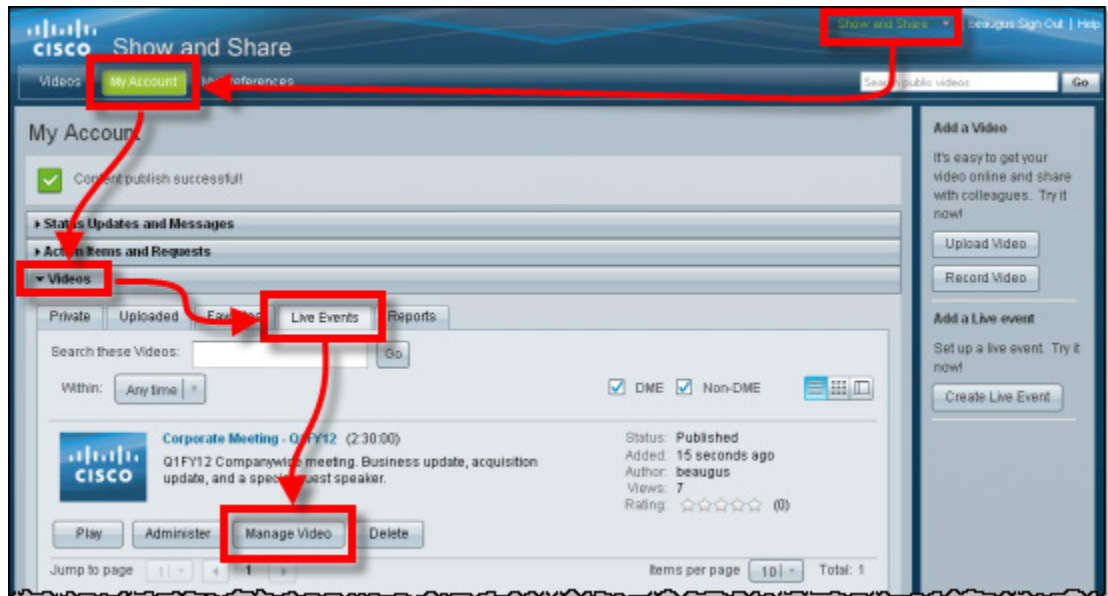 Show and Share beaugus Sign Out | Help
CISCO Show and Share
Videos My Account My Preferences
Search public videos Go
My Account
Content publish successful!
Status Updates and Messages
Action Items and Requests
Videos
Private Uploaded Favorites Live Events Reports
Search these Videos: Go
Within: Any time
DME Non-DME
CISCO
Corporate Meeting - Q1FY12 (2:30:00)
Q1FY12 Companywide meeting. Business update, acquisition
update, and a special guest speaker.
Status: Published
Added: 15 seconds ago
Author: beaugus
Views: 7
Rating: (0)
Play Administer Manage Video Delete
Jump to page 1 1
Items per page 10 Total: 1
Add a Video
It's easy to get your
video online and share
with colleagues. Try it
now!
Upload Video
Record Video
Add a Live event
Set up a live event. Try it
now!
Create Live Event